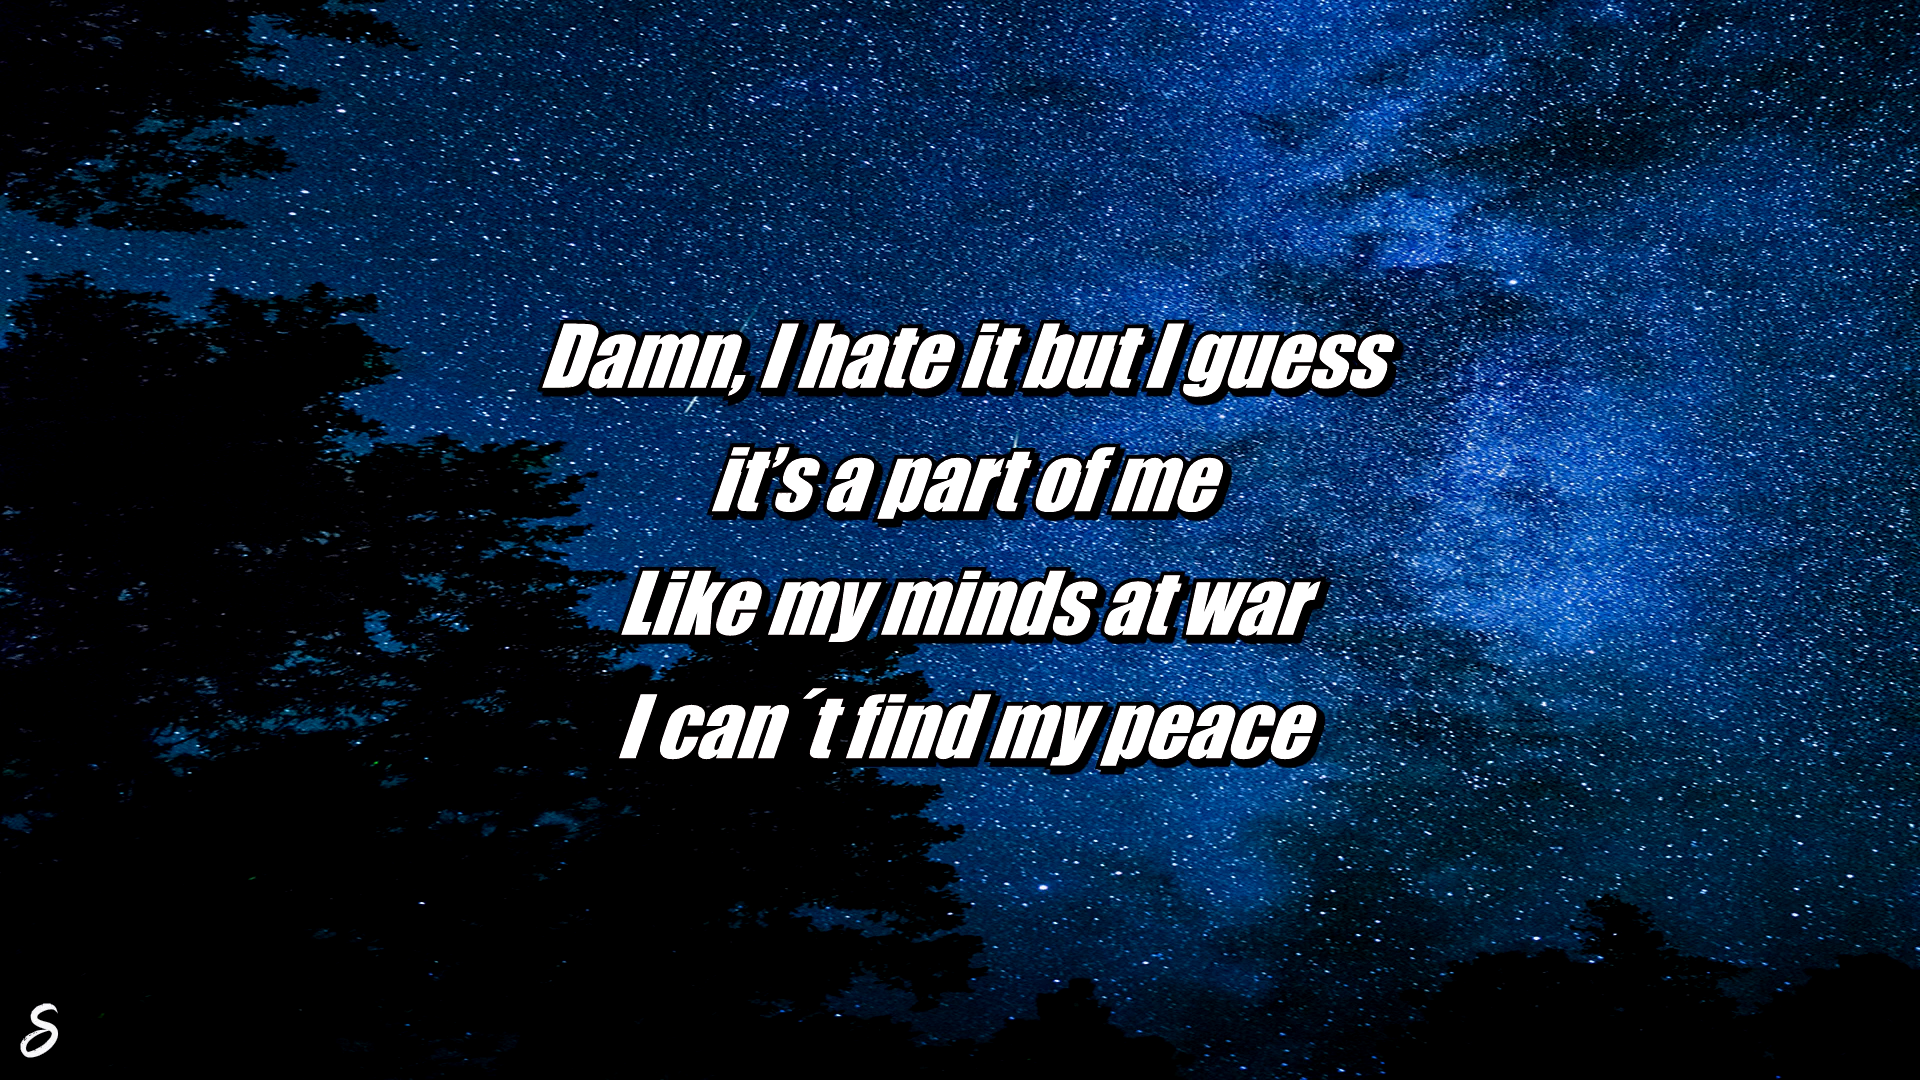 Damn, I hate it but I guess
it’s a part of me
Like my minds at war
I can´t find my peace
S